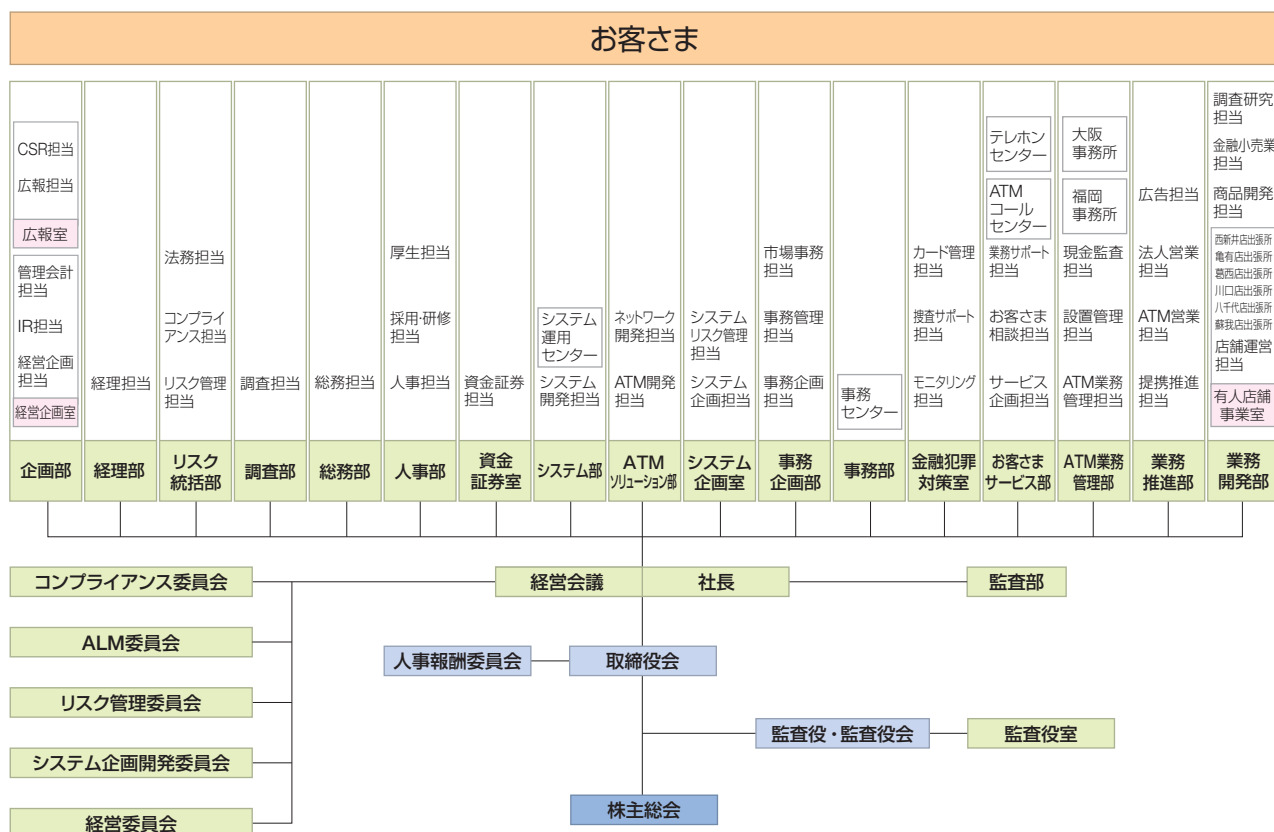 お客さま
CSR担当
広報担当
広報室
管理会計
担当
IR担当
経営企画
担当
経営企画室
企画部
経理担当
経理部
法務担当
コンプライ
アンス担当
リスク管理
担当
リスク
統括部
調査担当
調査部
総務担当
総務部
厚生担当
採用・研修
担当
人事担当
人事部
資金証券
担当
資金
証券室
システム
運用
センター
システム
開発担当
システム部
ネットワーク
開発担当
ATM開発
担当
ATM
ソリューション部
システム
リスク管理
担当
システム
企画担当
システム
企画室
市場事務
担当
事務管理
担当
事務企画
担当
事務
企画部
事務
センター
事務部
カード管理
担当
捜査サポート
担当
モニタリング
担当
金融犯罪
対策室
テレホン
センター
ATM
コール
センター
業務サポート
担当
お客さま
相談担当
サービス
企画担当
お客さま
サービス部
大阪
事務所
福岡
事務所
現金監査
担当
設置管理
担当
ATM業務
管理担当
ATM業務
管理部
広告担当
法人営業
担当
ATM営業
担当
提携推進
担当
業務
推進部
調査研究
担当
金融小売業
担当
商品開発
担当
西新井店出張所
亀有店出張所
葛西店出張所
川口店出張所
八千代店出張所
蘇我店出張所
店舗運営
担当
有人店舗
事業室
業務
開発部
コンプライアンス委員会
経営会議
社長
監査部
ALM委員会
人事報酬委員会
取締役会
リスク管理委員会
監査役・監査役会
監査役室
システム企画開発委員会
株主総会
経営委員会